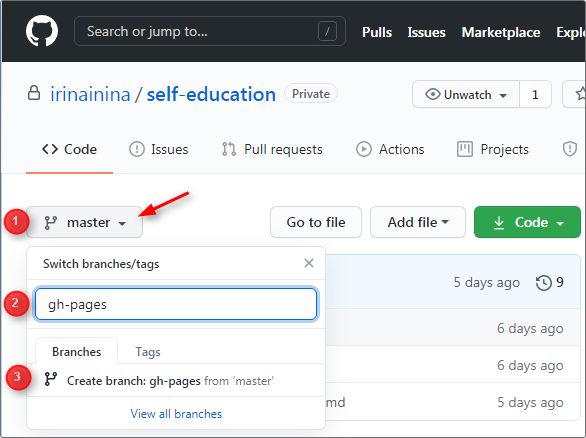 Search or jump to... /
Pulls Issues Marketplace Explo
irinainina / self-education Private
Unwatch 1
Code Issues Pull requests Actions Projects
1 master Go to file Add file Code
Switch branches/tags
5 days ago 9
2 gh-pages
6 days ago
Branches Tags
6 days ago
3 Create branch: gh-pages from 'master'
md 5 days ago
View all branches